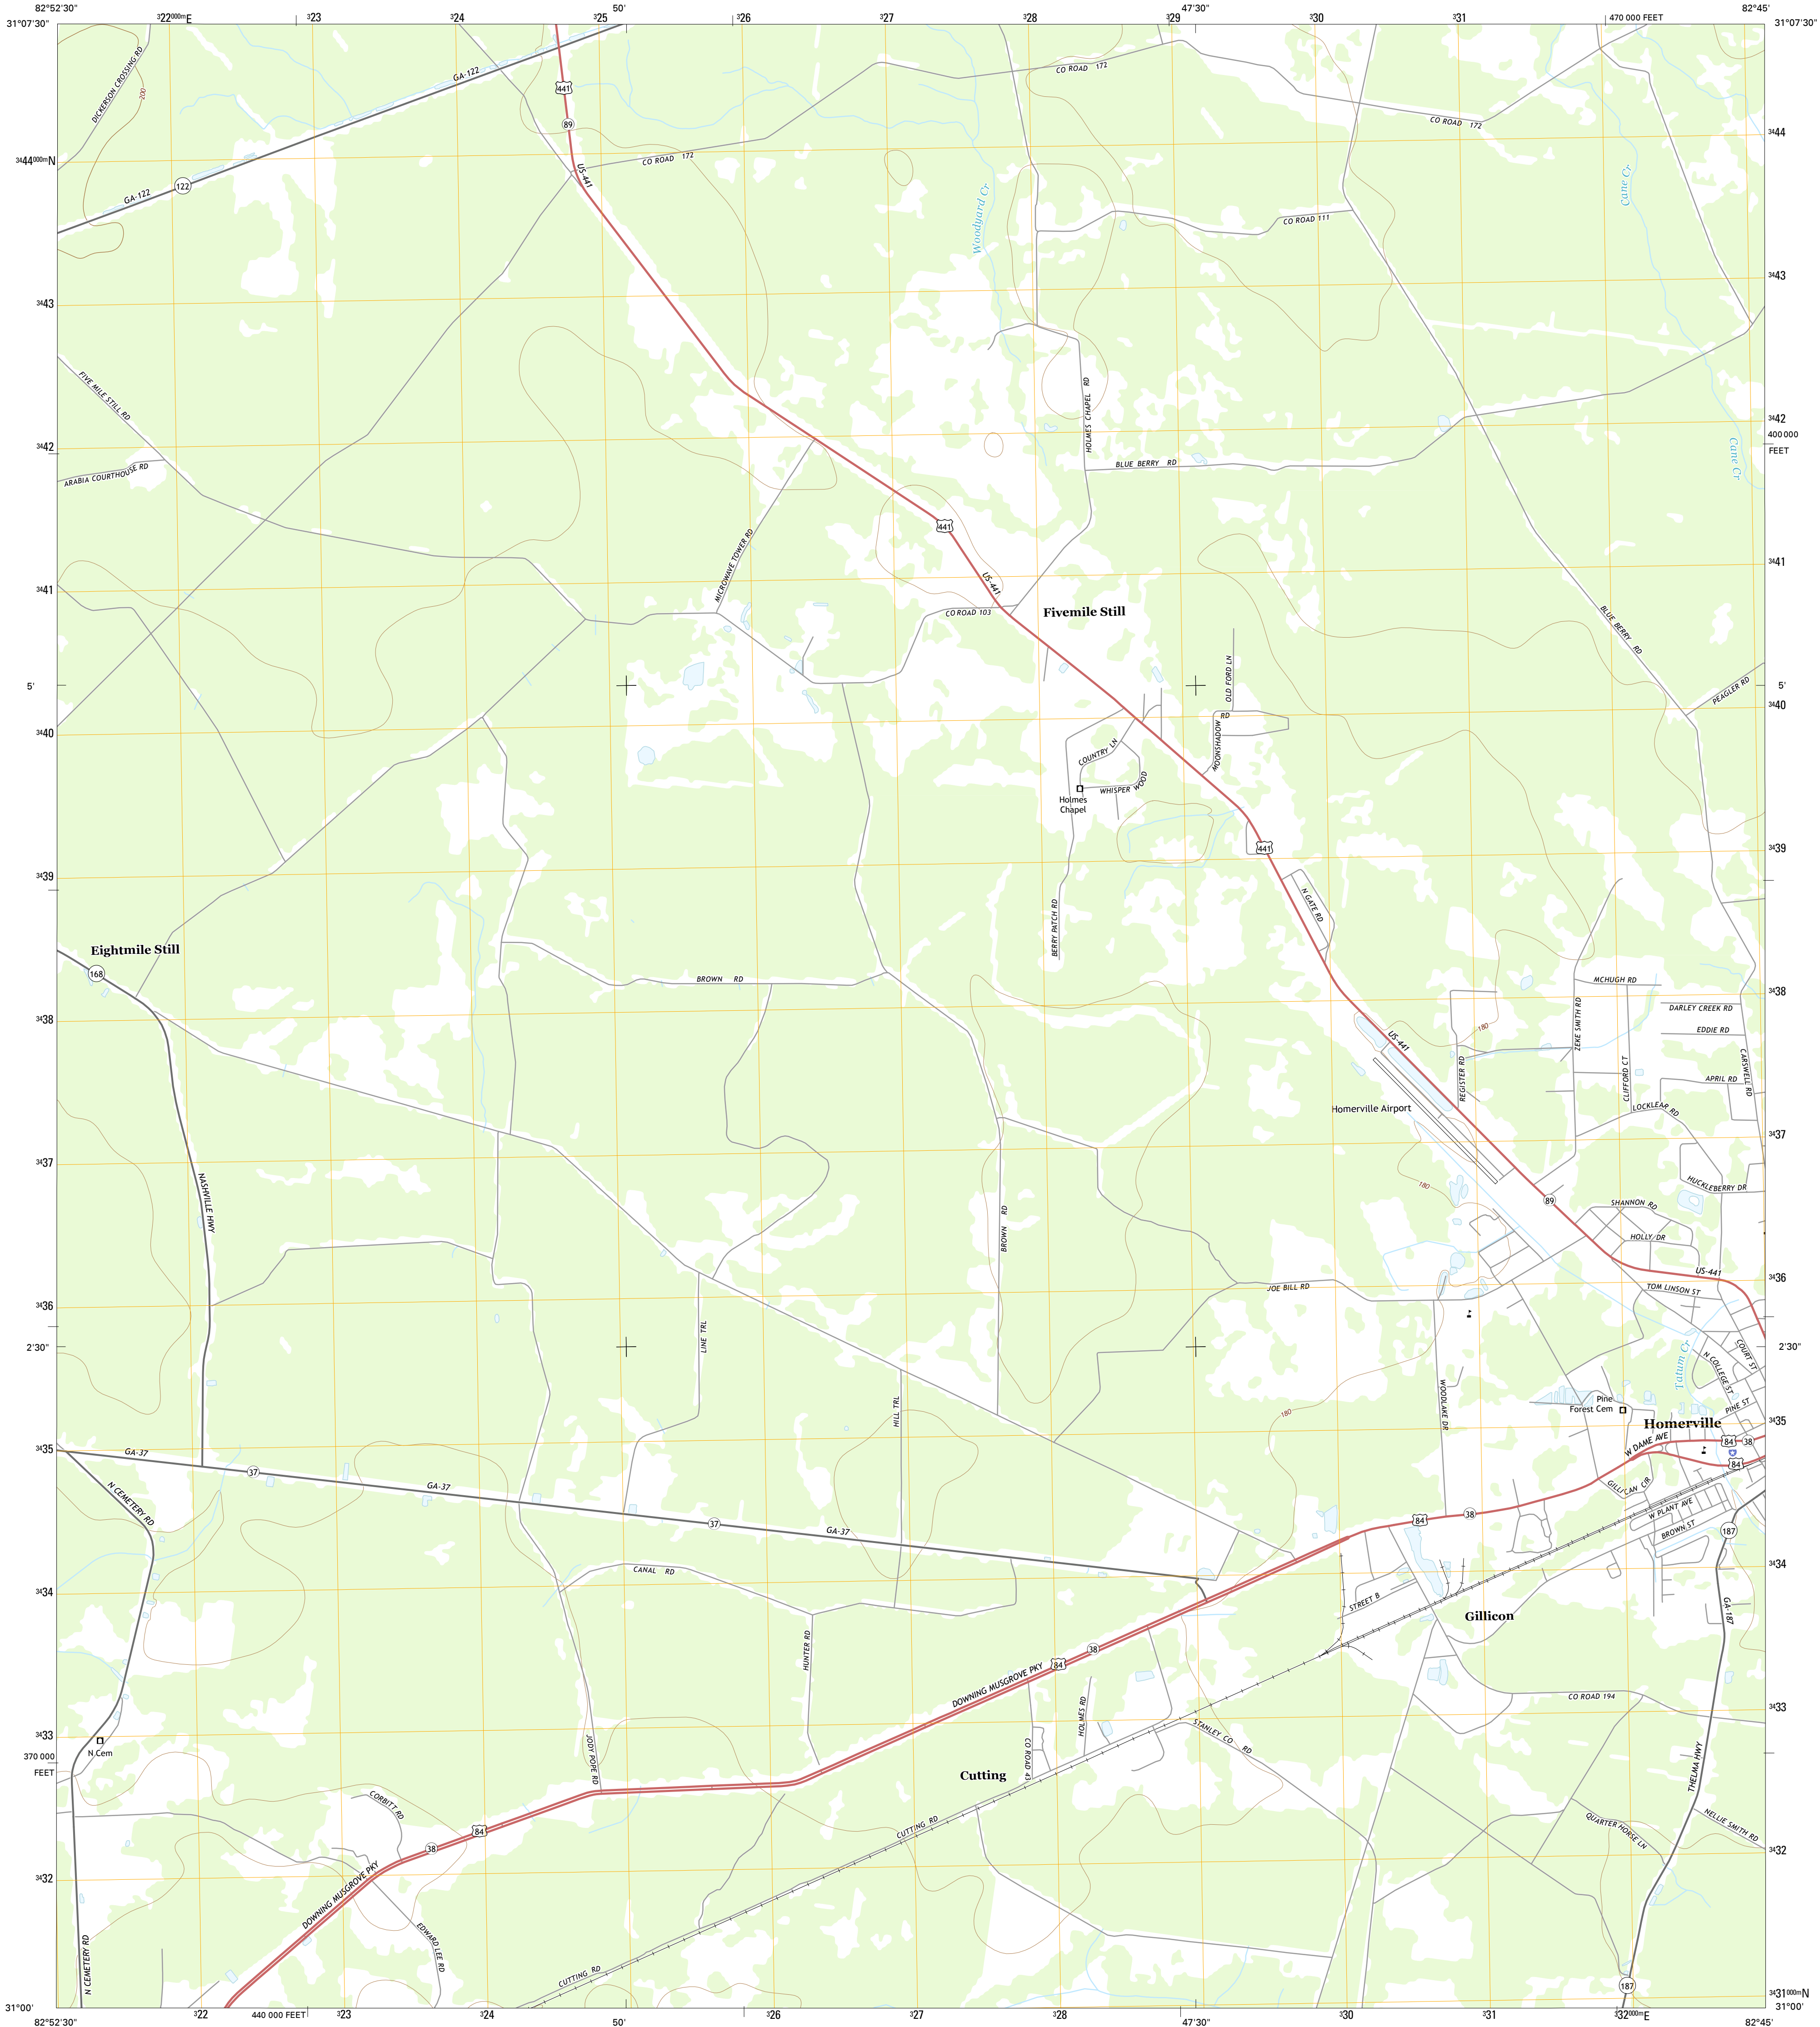 82°52'30"
³22⁰⁰⁰ᵐE
³23
³24
³25
50'
³26
³27
³28
³29
47'30"
³30
³31
470 000 FEET
82°45'
31°07'30"
31°07'30"
DICKERSON CROSSING RD
200
GA-122
441
CO ROAD 172
89
CO ROAD 172
³⁴44
³⁴44⁰⁰⁰ᵐN
CO ROAD 172
US-441
Cane Cr
GA-122
122
Woodyard Cr
CO ROAD 111
³⁴43
³⁴43
FIVE MILE STILL RD
HOLMES CHAPEL RD
³⁴42
³⁴42
400 000
FEET
ARABIA COURTHOUSE RD
BLUE BERRY RD
Cane Cr
441
MICROWAVE TOWER RD
³⁴41
³⁴41
US-441
CO ROAD 103
Fivemile Still
BLUE BERRY RD
OLD FORD LN
5'
5'
PEAGLER RD
³⁴40
³⁴40
MOONSHADOW RD
COUNTRY LN
WHISPER WOOD
Holmes
Chapel
441
³⁴39
³⁴39
N GATE RD
BERRY PATCH RD
Eightmile Still
168
BROWN RD
MCHUGH RD
³⁴38
³⁴38
DARLEY CREEK RD
ZEKE SMITH RD
EDDIE RD
180
US-441
REGISTER RD
CLIFFORD CT
CARSWELL RD
APRIL RD
Homerville Airport
LOCKLEAR RD
³⁴37
³⁴37
NASHVILLE HWY
180
HUCKLEBERRY DR
89
SHANNON RD
BROWN RD
HOLLY DR
US-441
³⁴36
³⁴36
JOE BILL RD
TOM LINSON ST
LINE TRL
2'30"
2'30"
Tatum Cr
COURT ST
N COLLEGE ST
WOODLAKE DR
HILL TRL
Pine
Forest Cem
PINE ST
180
Homerville
³⁴35
³⁴35
GA-37
37
GA-37
W DAME AVE
84
38
84
N CEMETERY RD
GILLICAN CIR
W PLANT AVE
BROWN ST
37
GA-37
84
38
187
³⁴34
³⁴34
CANAL RD
STREET B
Gillicon
GA-187
HUNTER RD
38
84
DOWNING MUSGROVE PKY
CO ROAD 194
³⁴33
³⁴33
HOLMES RD
N Cem
STANLEY CO RD
CO ROAD 43
JODY POPE RD
370 000
FEET
Cutting
THELMA HWY
CORBITT RD
84
38
CUTTING RD
QUARTER HORSE LN
NELLIE SMITH RD
³⁴32
³⁴32
DOWNING MUSGROVE PKY
EDWARD LEE RD
N CEMETERY RD
CUTTING RD
187
³⁴31⁰⁰⁰ᵐN
31°00'
31°00'
³22
440 000 FEET
³23
³24
³26
³27
³28
³30
³31
³32⁰⁰⁰ᵐE
82°52'30"
50'
47'30"
82°45'